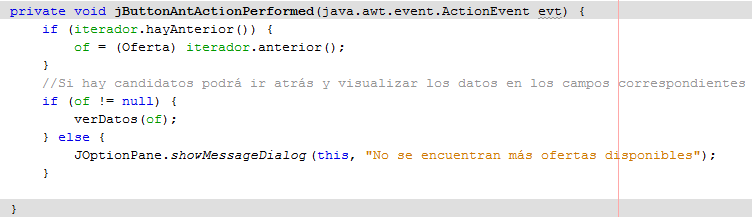 private void jButtonAntActionPerformed(java.awt.event.ActionEvent evt) {
    if (iterador.hayAnterior()) {
        of = (Oferta) iterador.anterior();
    }
    //Si hay candidatos podrá ir atrás y visualizar los datos en los campos correspondientes
    if (of != null) {
        verDatos(of);
    } else {
        JOptionPane.showMessageDialog(this, "No se encuentran más ofertas disponibles");
    }
}